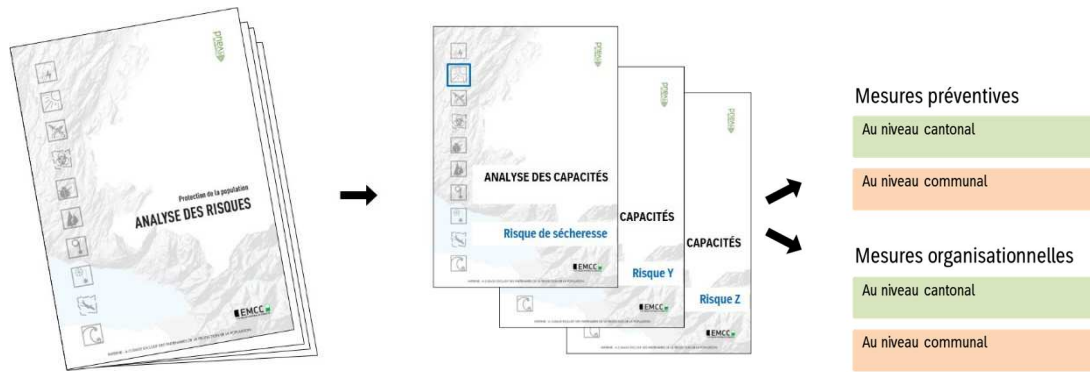 vaud
Protection de la population
ANALYSE DES RISQUES
EMCC
ANALYSE DES CAPACITÉS
Risque de sécheresse
EMCC
CAPACITÉS
Risque Y
EMCC
CAPACITÉS
Risque Z
EMCC
Mesures préventives
Au niveau cantonal
Au niveau communal
Mesures organisationnelles
Au niveau cantonal
Au niveau communal